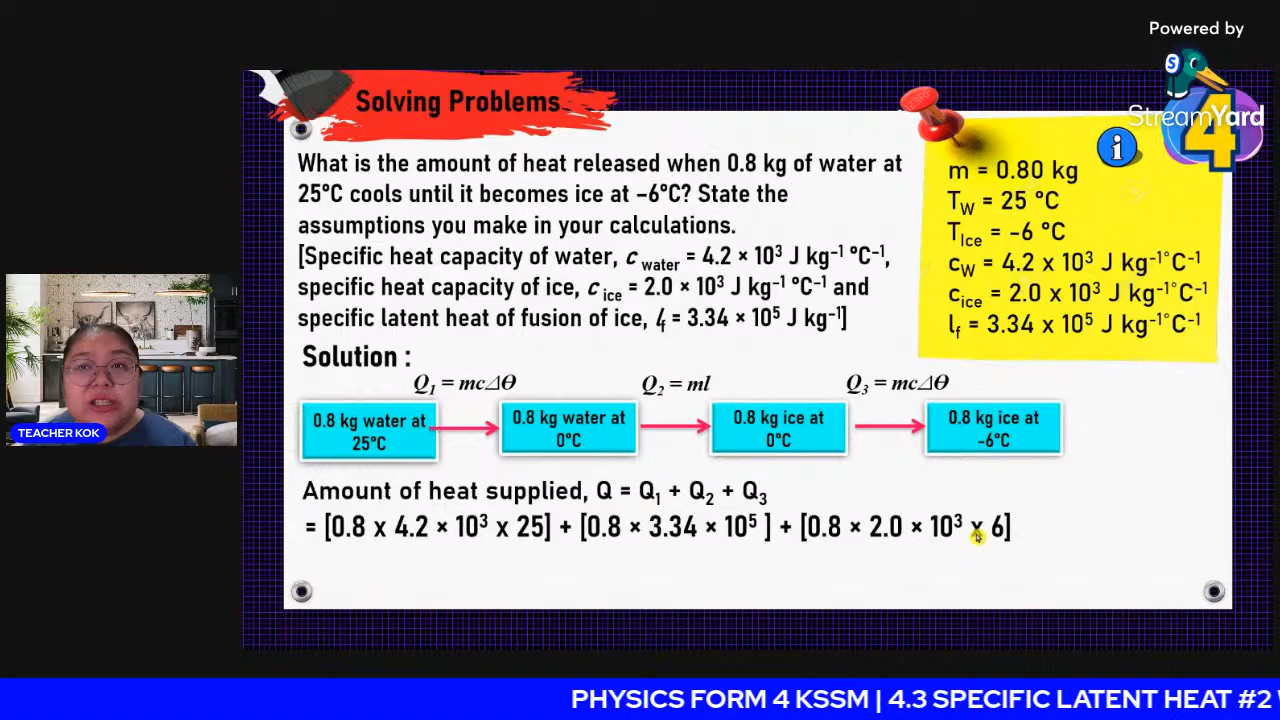 Powered by
S
StreamYard
4
Solving Problems
i
What is the amount of heat released when 0.8 kg of water at
25°C cools until it becomes ice at –6°C? State the
assumptions you make in your calculations.
[Specific heat capacity of water, c water = 4.2 × 10³ J kg⁻¹ °C⁻¹,
specific heat capacity of ice, c ice = 2.0 × 10³ J kg⁻¹ °C⁻¹ and
specific latent heat of fusion of ice, ℓf = 3.34 × 10⁵ J kg⁻¹]
m = 0.80 kg
TW = 25 °C
TIce = -6 °C
cW = 4.2 x 10³ J kg⁻¹°C⁻¹
cice = 2.0 x 10³ J kg⁻¹°C⁻¹
lf = 3.34 x 10⁵ J kg⁻¹°C⁻¹
Solution :
Q₁ = mcΔθ
Q₂ = ml
Q₃ = mcΔθ
0.8 kg water at
25°C
0.8 kg water at
0°C
0.8 kg ice at
0°C
0.8 kg ice at
-6°C
Amount of heat supplied, Q = Q₁ + Q₂ + Q₃
= [0.8 x 4.2 × 10³ x 25] + [0.8 × 3.34 × 10⁵ ] + [0.8 × 2.0 × 10³ x 6]
TEACHER KOK
PHYSICS FORM 4 KSSM | 4.3 SPECIFIC LATENT HEAT #2